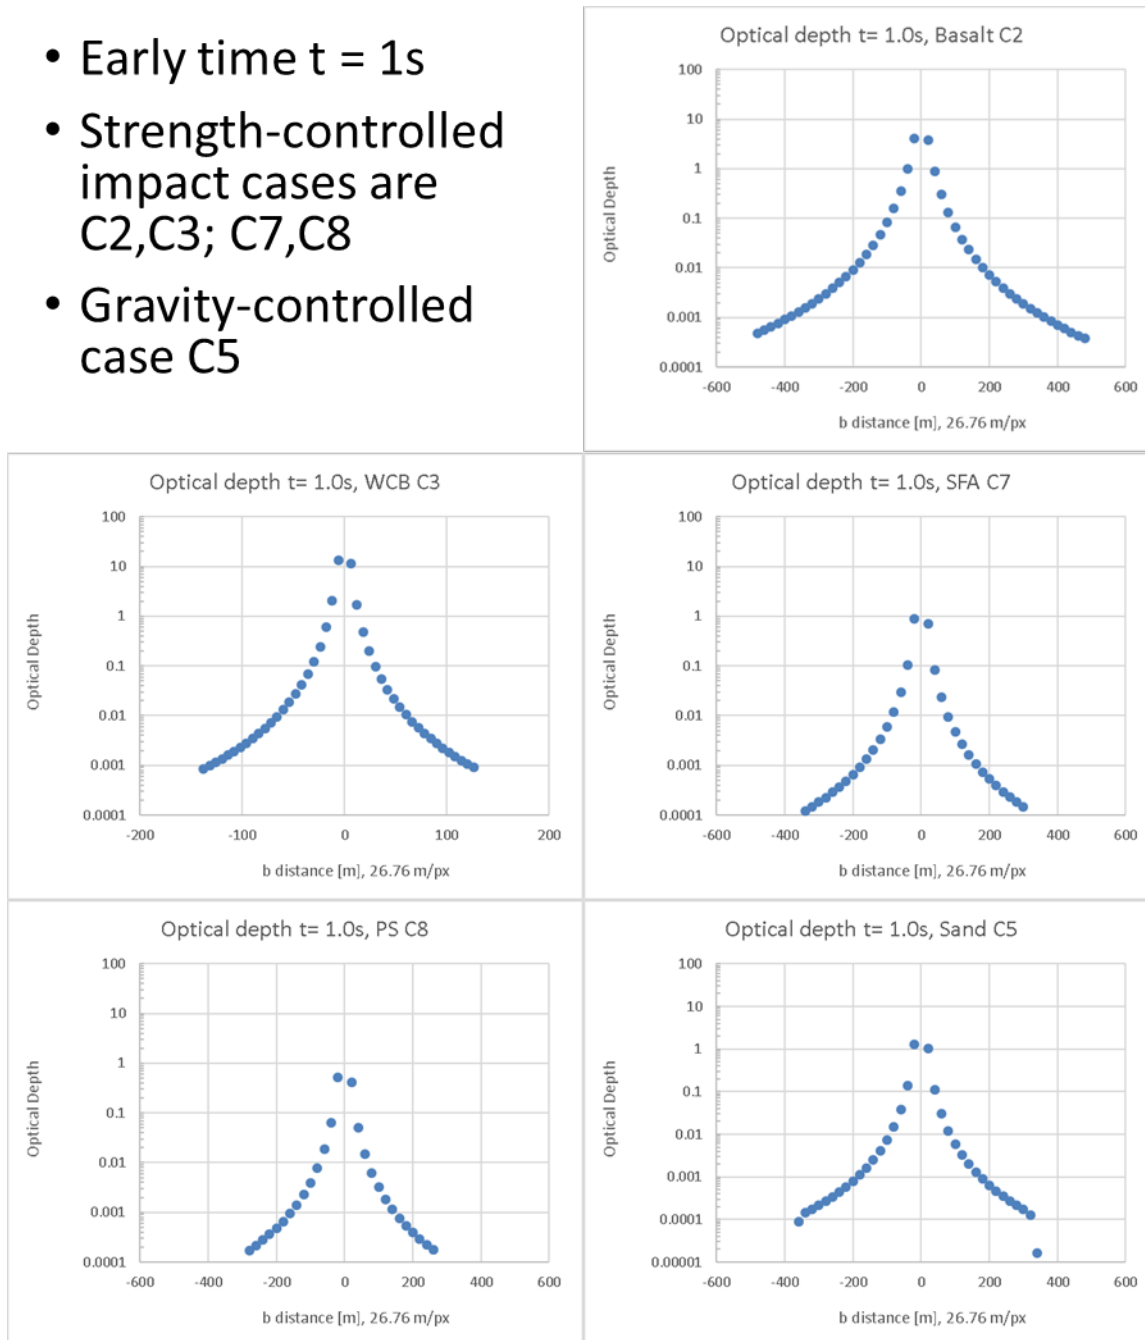 • Early time t = 1s
• Strength-controlled
impact cases are
C2,C3; C7,C8
• Gravity-controlled
case C5
Optical depth t= 1.0s, Basalt C2
100
10
1
0.1
0.01
0.001
0.0001
Optical Depth
-600 -400 -200 0 200 400 600
b distance [m], 26.76 m/px
Optical depth t= 1.0s, WCB C3
100
10
1
0.1
0.01
0.001
0.0001
Optical Depth
-200 -100 0 100 200
b distance [m], 26.76 m/px
Optical depth t= 1.0s, SFA C7
100
10
1
0.1
0.01
0.001
0.0001
Optical Depth
-600 -400 -200 0 200 400 600
b distance [m], 26.76 m/px
Optical depth t= 1.0s, PS C8
100
10
1
0.1
0.01
0.001
0.0001
Optical Depth
-600 -400 -200 0 200 400 600
b distance [m], 26.76 m/px
Optical depth t= 1.0s, Sand C5
100
10
1
0.1
0.01
0.001
0.0001
0.00001
Optical Depth
-600 -400 -200 0 200 400 600
b distance [m], 26.76 m/px